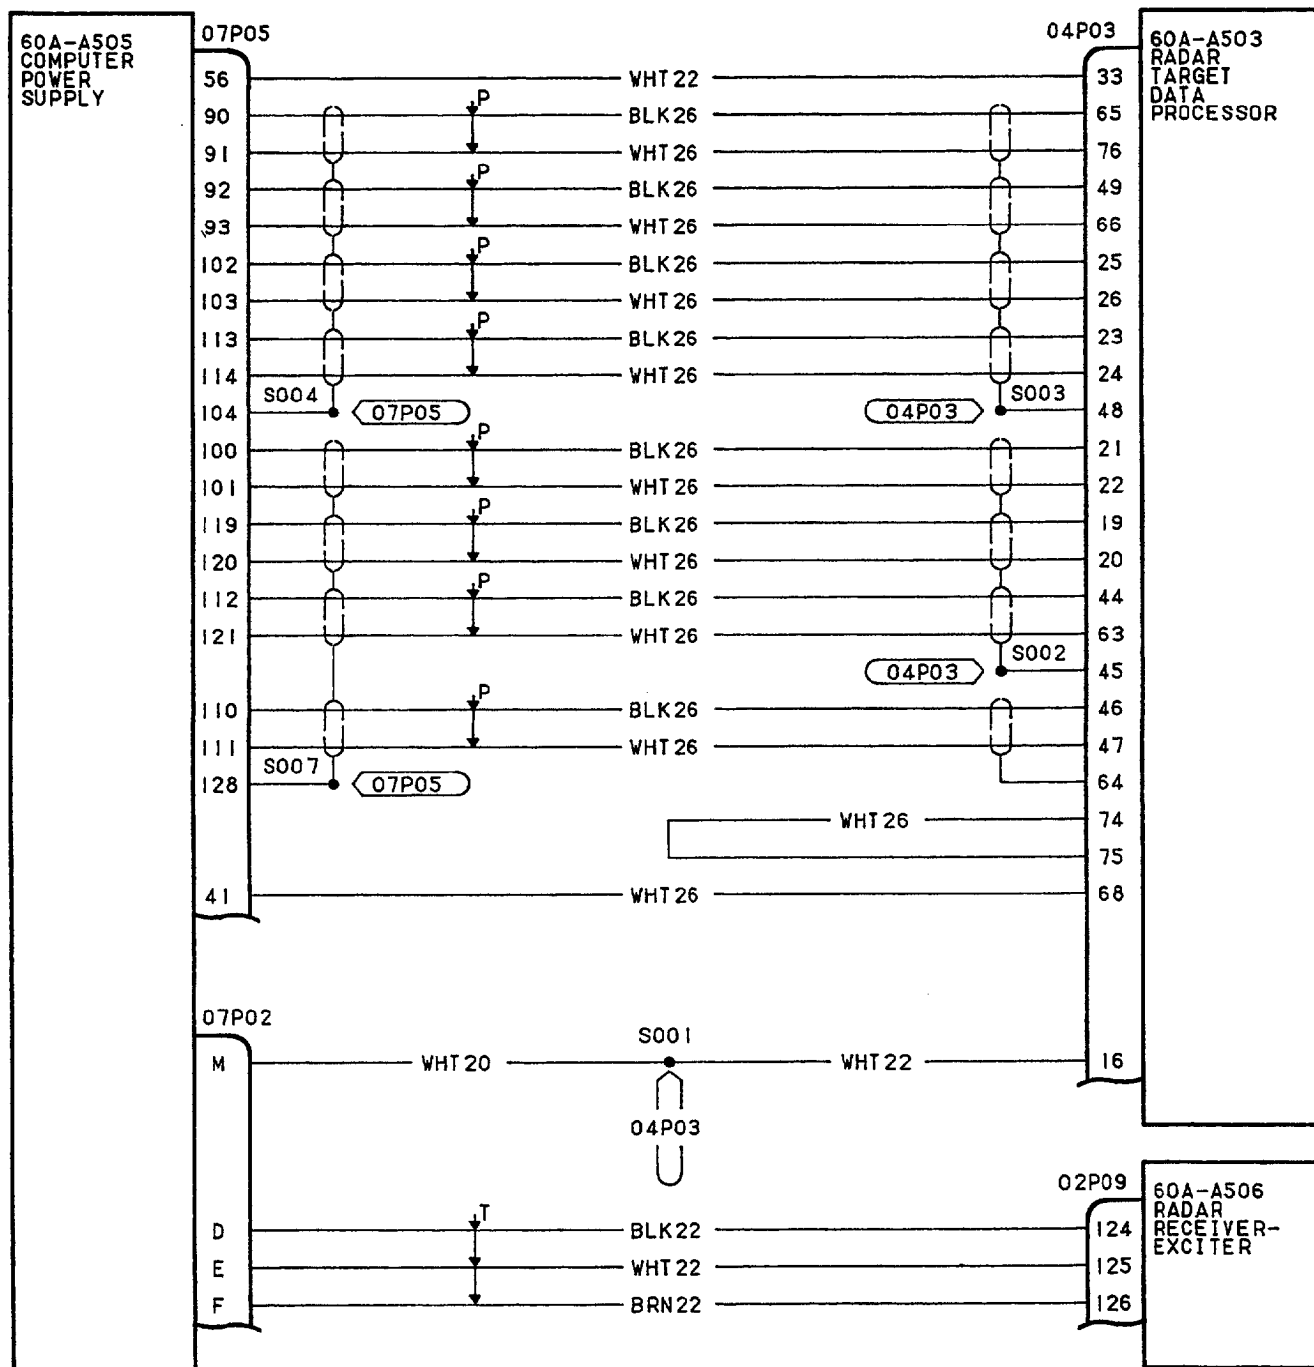 60A-A505
COMPUTER
POWER
SUPPLY
07P05
04P03
60A-A503
RADAR
TARGET
DATA
PROCESSOR
56 WHT22 33
P
90 BLK26 65
91 WHT26 76
P
92 BLK26 49
93 WHT26 66
P
102 BLK26 25
103 WHT26 26
P
113 BLK26 23
114 WHT26 24
S004 S003
104 07P05 04P03 48
P
100 BLK26 21
101 WHT26 22
P
119 BLK26 19
120 WHT26 20
P
112 BLK26 44
121 WHT26 63
S002
04P03 45
P
110 BLK26 46
111 WHT26 47
S007
128 07P05 64
WHT26 74
75
41 WHT26 68
07P02
S001
M WHT20 WHT22 16
04P03
02P09
60A-A506
RADAR
RECEIVER-
EXCITER
T
D BLK22 124
E WHT22 125
F BRN22 126